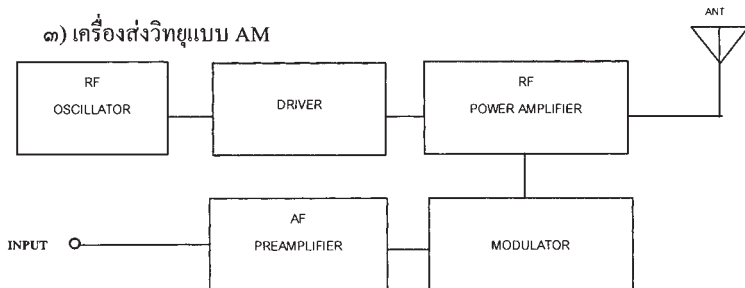 ANT
๓) เครื่องส่งวิทยุแบบ AM
RF
OSCILLATOR
DRIVER
RF
POWER AMPLIFIER
INPUT
AF
PREAMPLIFIER
MODULATOR